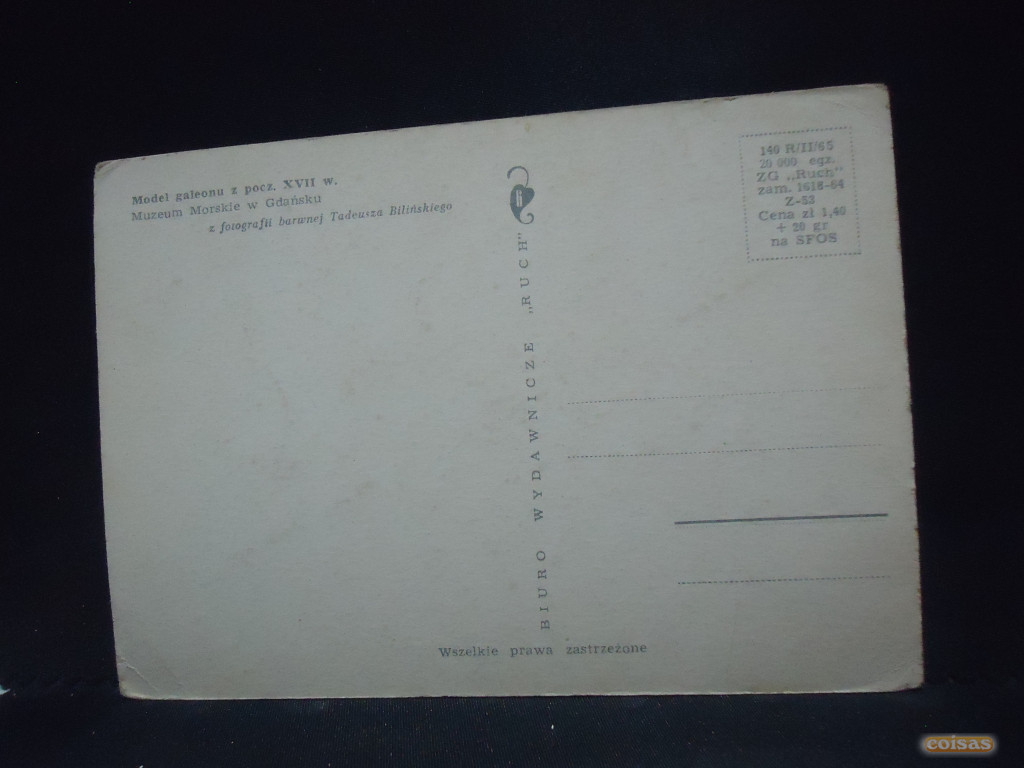 Model galeonu z pocz. XVII w.
Muzeum Morskie w Gdańsku
z fotografii barwnej Tadeusza Bilińskiego
BIURO WYDAWNICZE „RUCH"
140 R/II/65
20 000 egz.
ZG „Ruch"
zam. 1618-64
Z-53
Cena zł 1,40
+ 20 gr
na SFOS
Wszelkie prawa zastrzeżone
coisas